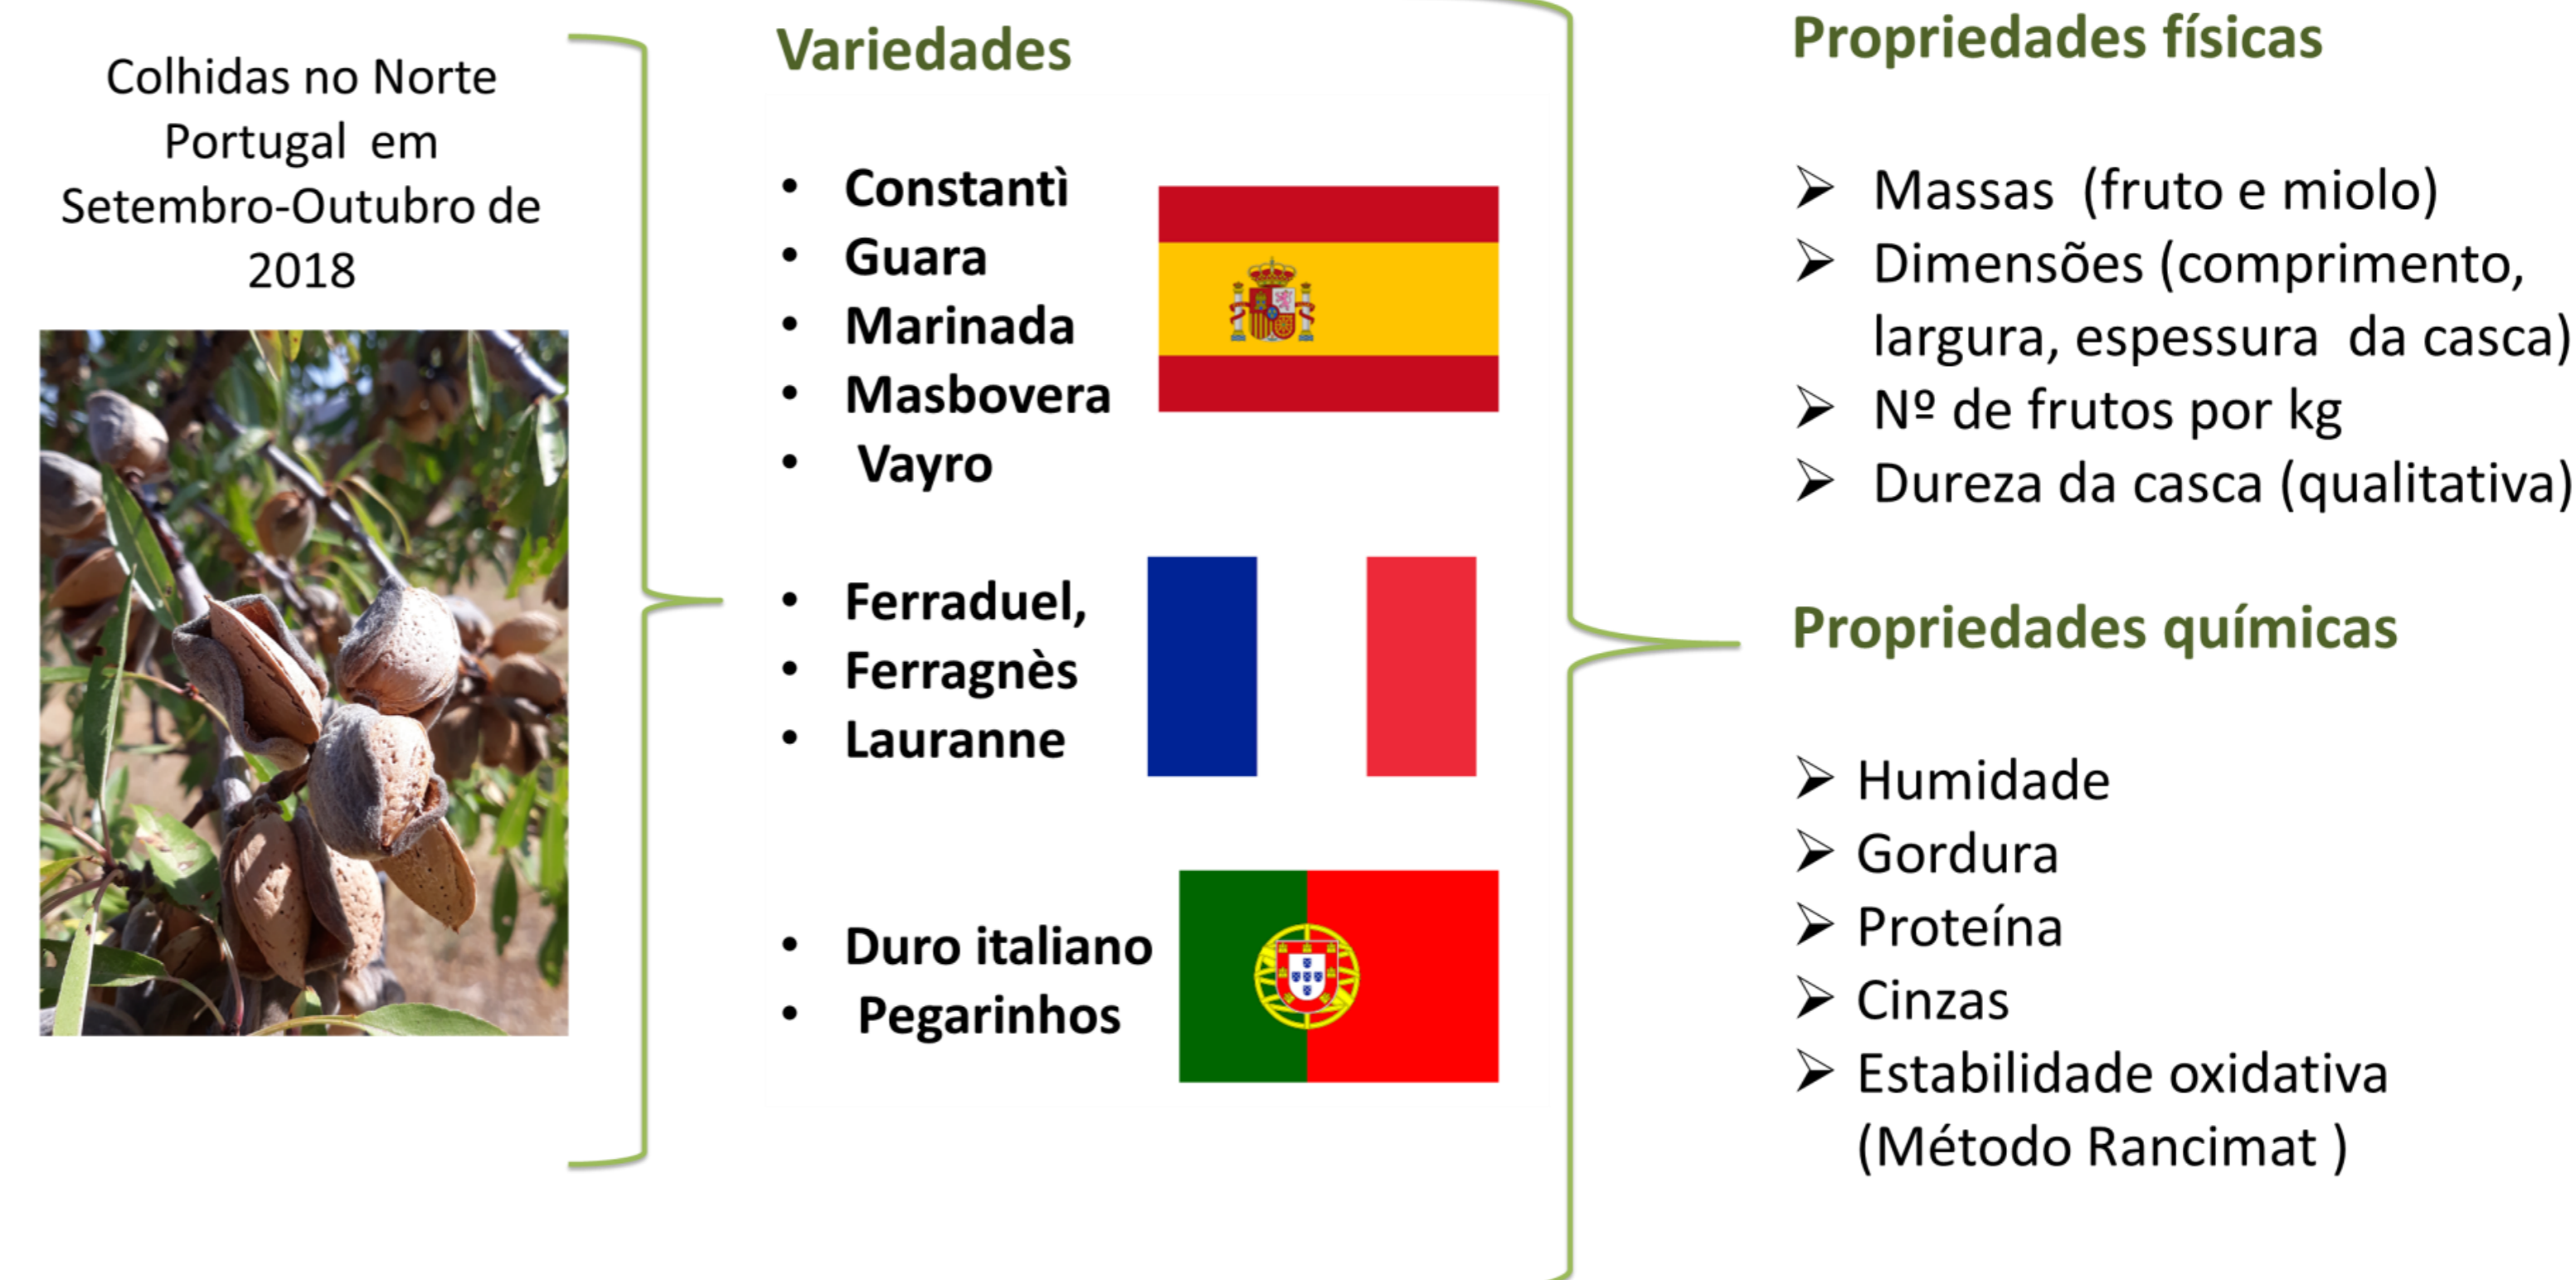 Colhidas no Norte
Portugal em
Setembro-Outubro de
2018
Variedades
• Constantì
• Guara
• Marinada
• Masbovera
• Vayro
• Ferraduel,
• Ferragnès
• Lauranne
• Duro italiano
• Pegarinhos
Propriedades físicas
➢ Massas (fruto e miolo)
➢ Dimensões (comprimento,
largura, espessura da casca)
➢ Nº de frutos por kg
➢ Dureza da casca (qualitativa)
Propriedades químicas
➢ Humidade
➢ Gordura
➢ Proteína
➢ Cinzas
➢ Estabilidade oxidativa
(Método Rancimat )